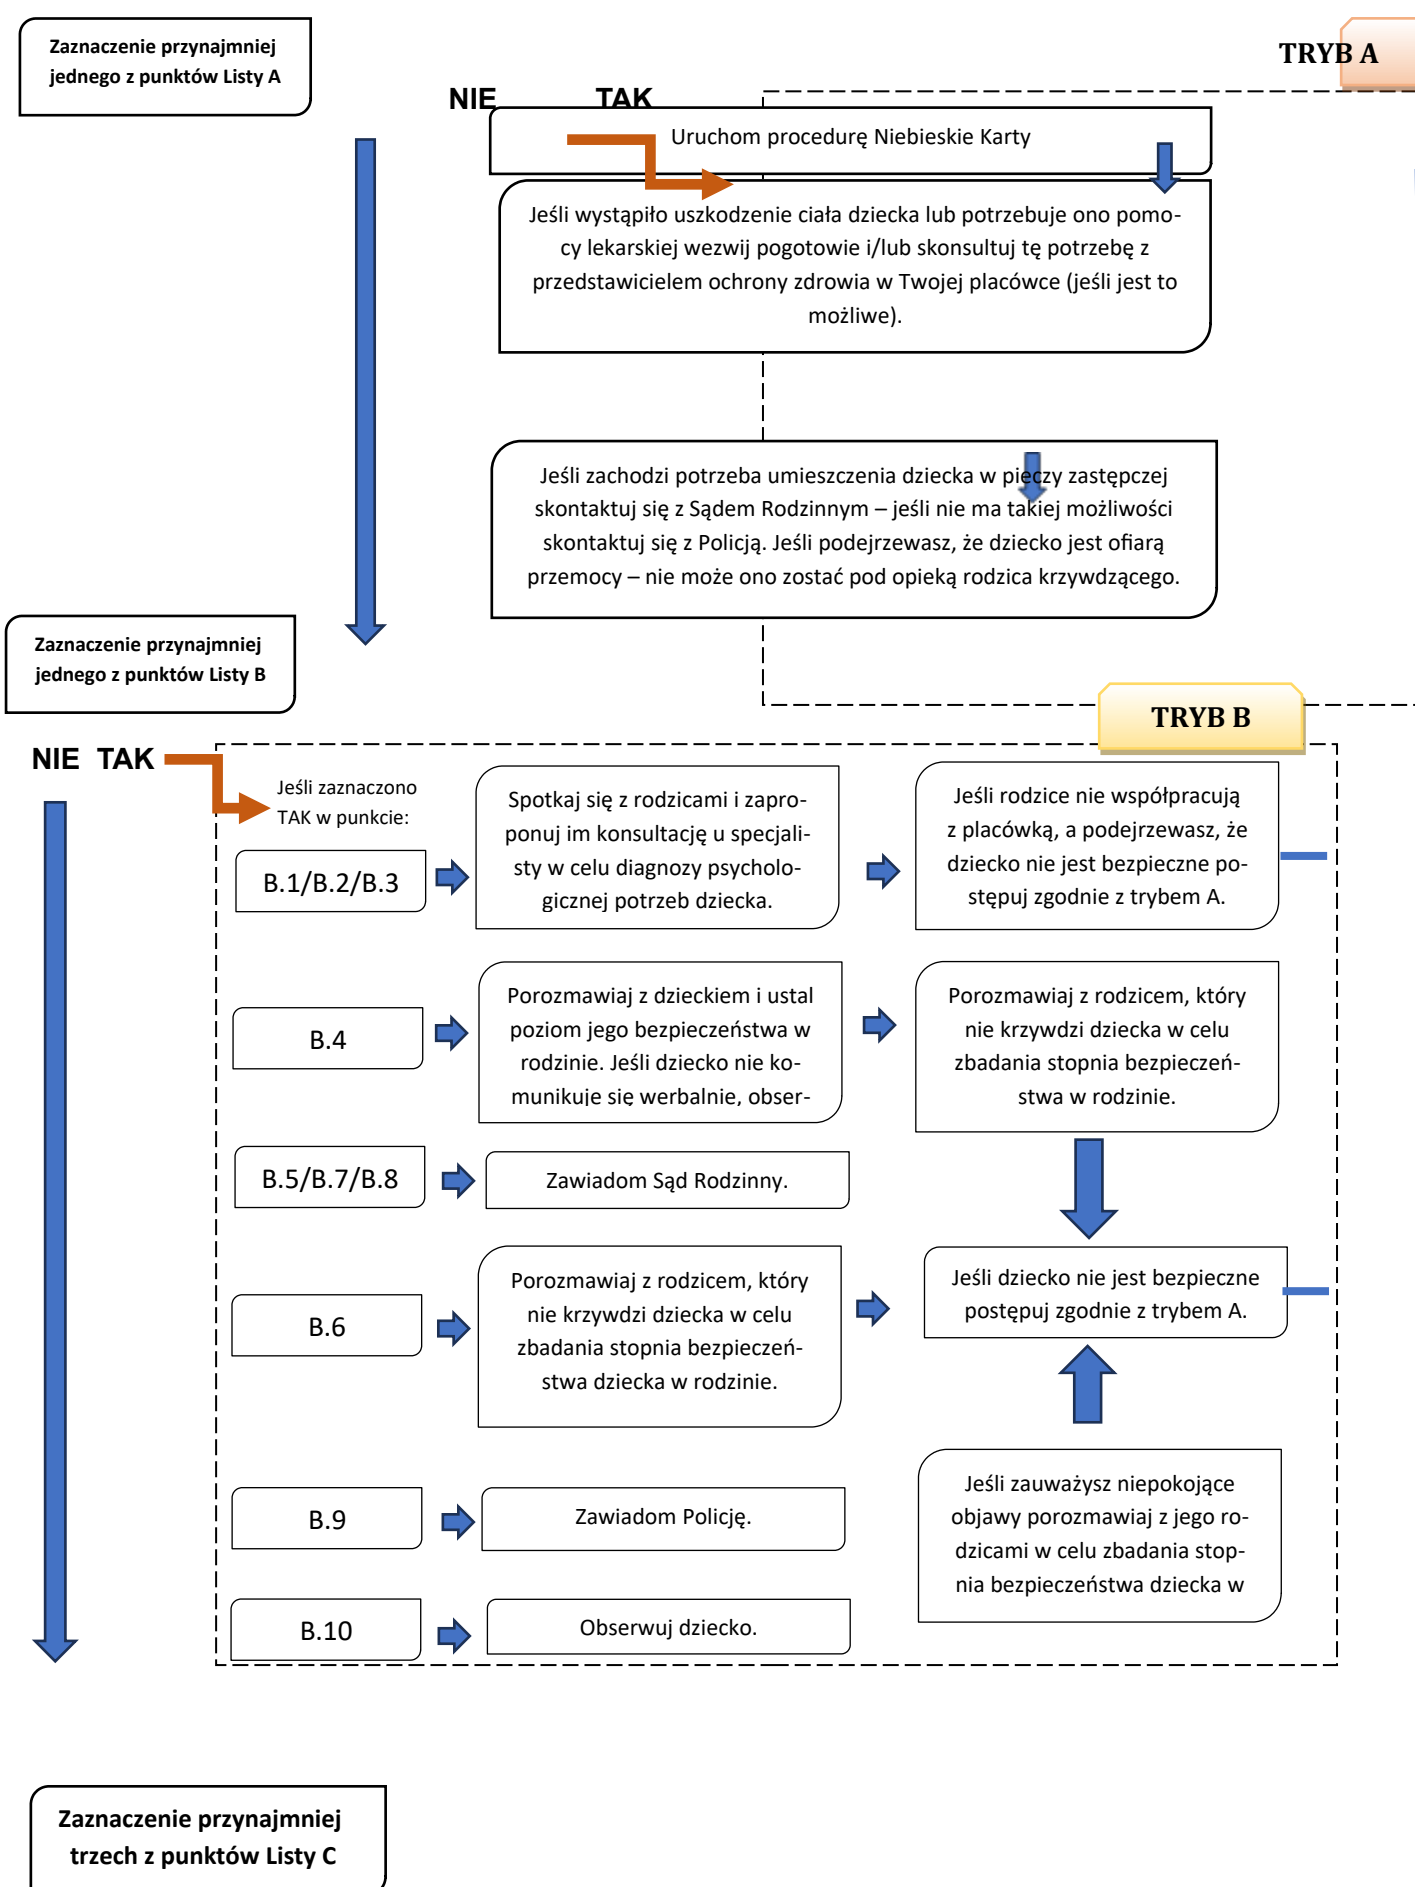 Zaznaczenie przynajmniej
jednego z punktów Listy A
TRYB A
NIE TAK
Uruchom procedurę Niebieskie Karty
Jeśli wystąpiło uszkodzenie ciała dziecka lub potrzebuje ono pomo-
cy lekarskiej wezwij pogotowie i/lub skonsultuj tę potrzebę z
przedstawicielem ochrony zdrowia w Twojej placówce (jeśli jest to
możliwe).
Jeśli zachodzi potrzeba umieszczenia dziecka w pieczy zastępczej
skontaktuj się z Sądem Rodzinnym – jeśli nie ma takiej możliwości
skontaktuj się z Policją. Jeśli podejrzewasz, że dziecko jest ofiarą
przemocy – nie może ono zostać pod opieką rodzica krzywdzącego.
Zaznaczenie przynajmniej
jednego z punktów Listy B
TRYB B
NIE TAK
Jeśli zaznaczono
TAK w punkcie:
B.1/B.2/B.3
Spotkaj się z rodzicami i zapro-
ponuj im konsultację u specjali-
sty w celu diagnozy psycholo-
gicznej potrzeb dziecka.
Jeśli rodzice nie współpracują
z placówką, a podejrzewasz, że
dziecko nie jest bezpieczne po-
stępuj zgodnie z trybem A.
B.4
Porozmawiaj z dzieckiem i ustal
poziom jego bezpieczeństwa w
rodzinie. Jeśli dziecko nie ko-
munikuje się werbalnie, obser-
Porozmawiaj z rodzicem, który
nie krzywdzi dziecka w celu
zbadania stopnia bezpieczeń-
stwa w rodzinie.
B.5/B.7/B.8
Zawiadom Sąd Rodzinny.
B.6
Porozmawiaj z rodzicem, który
nie krzywdzi dziecka w celu
zbadania stopnia bezpieczeń-
stwa dziecka w rodzinie.
Jeśli dziecko nie jest bezpieczne
postępuj zgodnie z trybem A.
B.9
Zawiadom Policję.
Jeśli zauważysz niepokojące
objawy porozmawiaj z jego ro-
dzicami w celu zbadania stop-
nia bezpieczeństwa dziecka w
B.10
Obserwuj dziecko.
Zaznaczenie przynajmniej
trzech z punktów Listy C